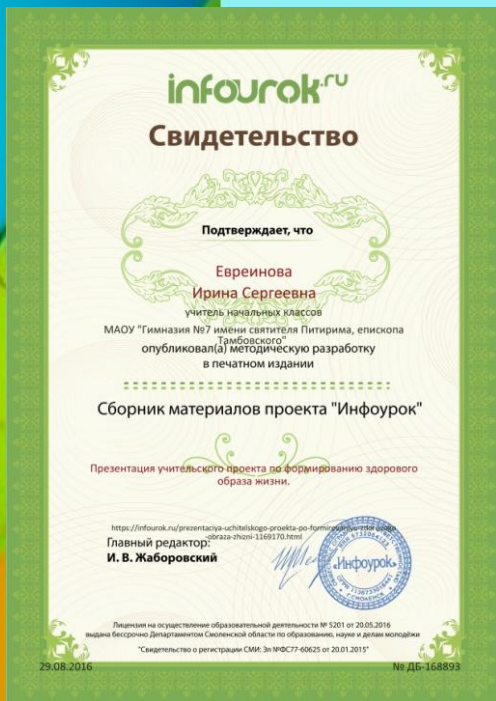 infourok.ru
Свидетельство
Подтверждает, что
Евреинова
Ирина Сергеевна
учитель начальных классов
МАОУ "Гимназия №7 имени святителя Питирима, епископа
Тамбовского"
опубликовал(а) методическую разработку
в печатном издании
Сборник материалов проекта "Инфоурок"
Презентация учительского проекта по формированию здорового
образа жизни.
https://infourok.ru/prezentaciya-uchitelskogo-proekta-po-formirovaniyu-zdorovogo
-obraza-zhizni-1169170.html
Главный редактор:
И. В. Жаборовский
«Инфоурок»
Лицензия на осуществление образовательной деятельности № 5201 от 20.05.2016
выдана бессрочно Департаментом Смоленской области по образованию, науке и делам молодёжи
"Свидетельство о регистрации СМИ: Эл №ФС77-60625 от 20.01.2015"
29.08.2016
№ ДБ-168893